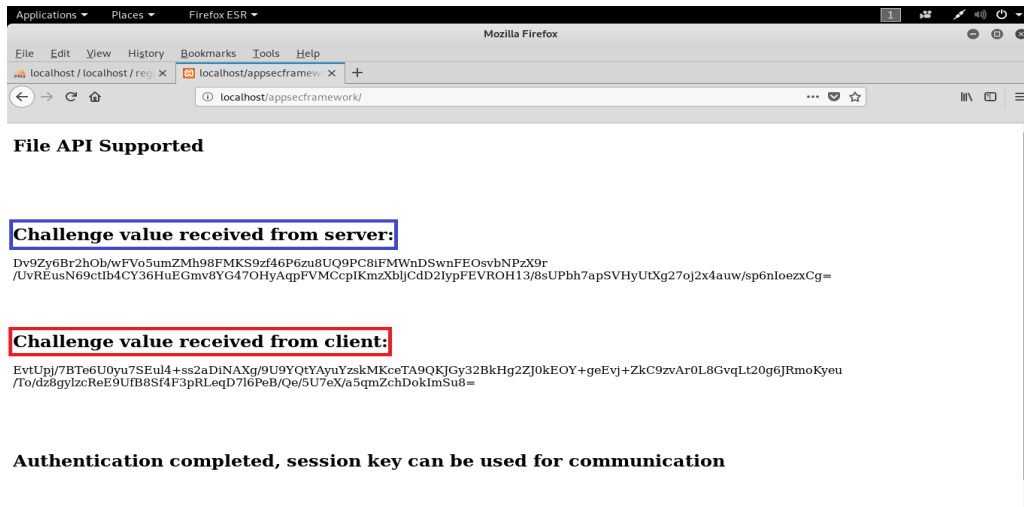 Applications Places Firefox ESR 1
Mozilla Firefox
File Edit View History Bookmarks Tools Help
localhost / localhost / reg localhost/appsecframew
localhost/appsecframework/
File API Supported
Challenge value received from server:
Dv9Zy6Br2hOb/wFVo5umZMh98FMKS9zf46P6zu8UQ9PC8iFMWnDSwnFEOsvbNPzX9r
/UvREusN69ctIb4CY36HuEGmv8YG47OHyAqpFVMCcpIKmzXbljCdD2IypFEVROH13/8sUPbh7apSVHyUtXg27oj2x4auw/sp6nIoezxCg=
Challenge value received from client:
EvtUpj/7BTe6U0yu7SEul4+ss2aDiNAXg/9U9YQtYAyuYzskMKceTA9QKJGy32BkHg2ZJ0kEOY+geEvj+ZkC9zvAr0L8GvqLt20g6JRmoKyeu
/To/dz8gylzcReE9UfB8Sf4F3pRLeqD7l6PeB/Qe/5U7eX/a5qmZchDokImSu8=
Authentication completed, session key can be used for communication